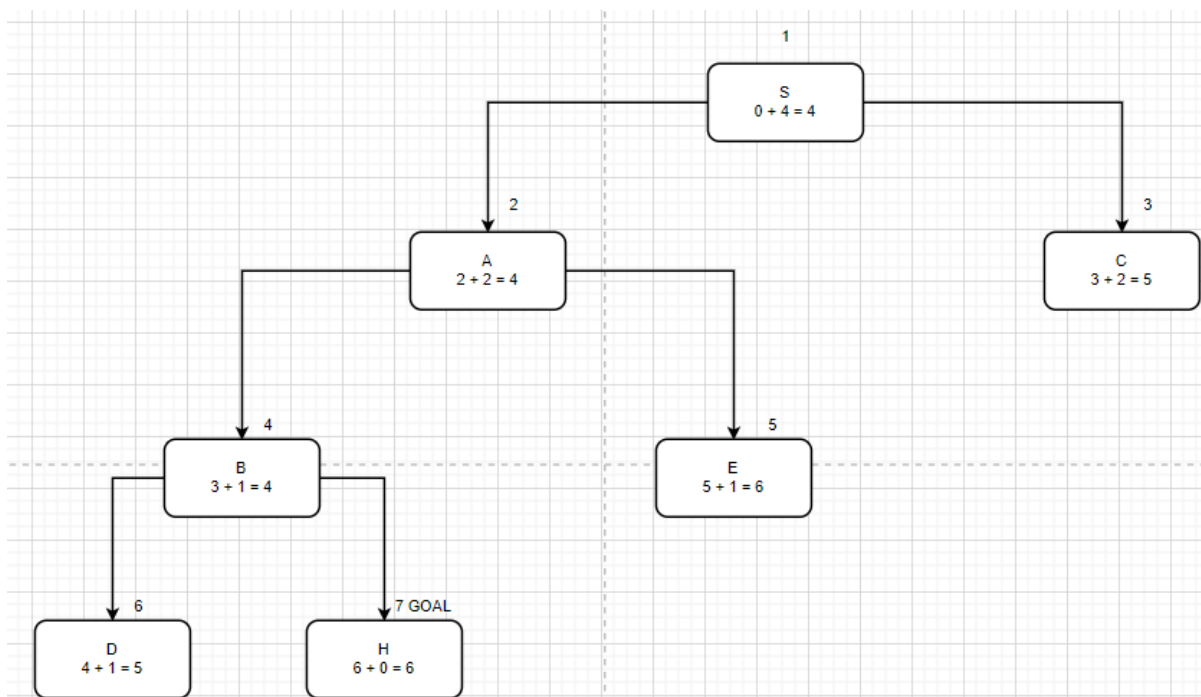 1
S
0 + 4 = 4
2
3
A
2 + 2 = 4
C
3 + 2 = 5
4
5
B
3 + 1 = 4
E
5 + 1 = 6
6
7 GOAL
D
4 + 1 = 5
H
6 + 0 = 6